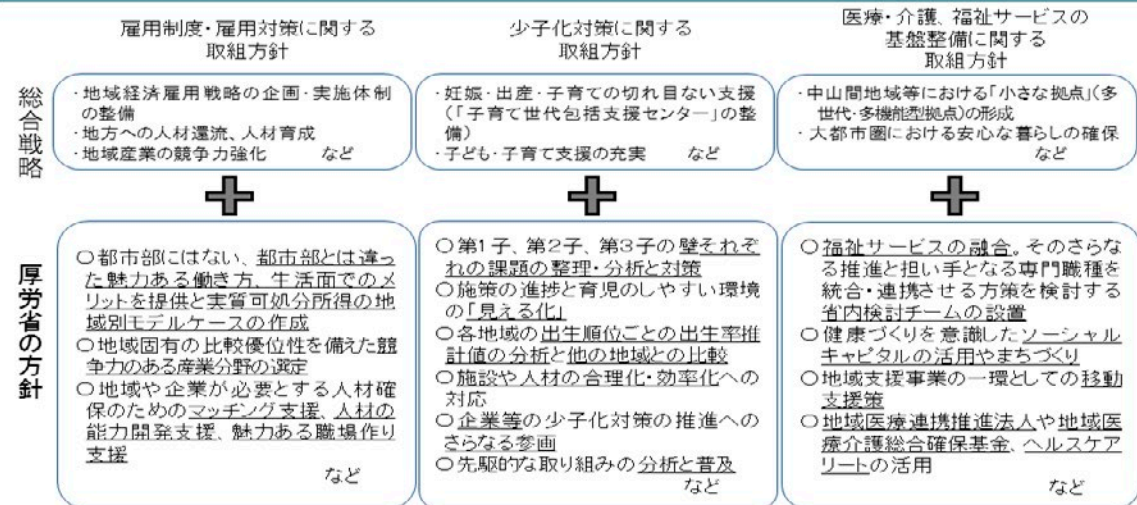 雇用制度・雇用対策に関する
取組方針
少子化対策に関する
取組方針
医療・介護、福祉サービスの
基盤整備に関する
取組方針
総合戦略
・地域経済雇用戦略の企画・実施体制
の整備
・地方への人材還流、人材育成
・地域産業の競争力強化 など
・妊娠・出産・子育ての切れ目ない支援
(「子育て世代包括支援センター」の整
備)
・子ども・子育て支援の充実 など
・中山間地域等における「小さな拠点」(多
世代・多機能型拠点)の形成
・大都市圏における安心な暮らしの確保
など
厚労省の方針
○都市部にはない、都市部とは違っ
た魅力ある働き方、生活面でのメ
リットを提供と実質可処分所得の地
域別モデルケースの作成
○地域固有の比較優位性を備えた競
争力のある産業分野の選定
○地域や企業が必要とする人材確
保のためのマッチング支援、人材の
能力開発支援、魅力ある職場作り
支援
など
○第1子、第2子、第3子の壁それぞ
れの課題の整理・分析と対策
○施策の進捗と育児のしやすい環境
の「見える化」
○各地域の出生順位ごとの出生率推
計値の分析と他の地域との比較
○施設や人材の合理化・効率化への
対応
○企業等の少子化対策の推進への
さらなる参画
○先駆的な取り組みの分析と普及
など
○福祉サービスの融合。そのさらな
る推進と担い手となる専門職種を
統合・連携させる方策を検討する
省内検討チームの設置
○健康づくりを意識したソーシャル
キャピタルの活用やまちづくり
○地域支援事業の一環としての移動
支援策
○地域医療連携推進法人や地域医
療介護総合確保基金、ヘルスケア
リートの活用
など